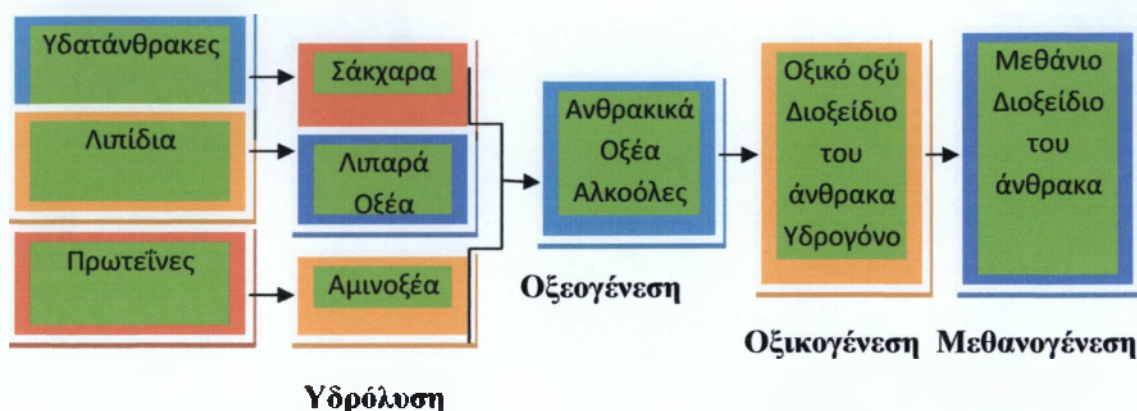 Υδατάνθρακες
Λιπίδια
Πρωτεΐνες
Σάκχαρα
Λιπαρά
Οξέα
Αμινοξέα
Υδρόλυση
Ανθρακικά
Οξέα
Αλκοόλες
Οξεογένεση
Οξικό οξύ
Διοξείδιο
του
άνθρακα
Υδρογόνο
Οξικογένεση
Μεθάνιο
Διοξείδιο
του
άνθρακα
Μεθανογένεση